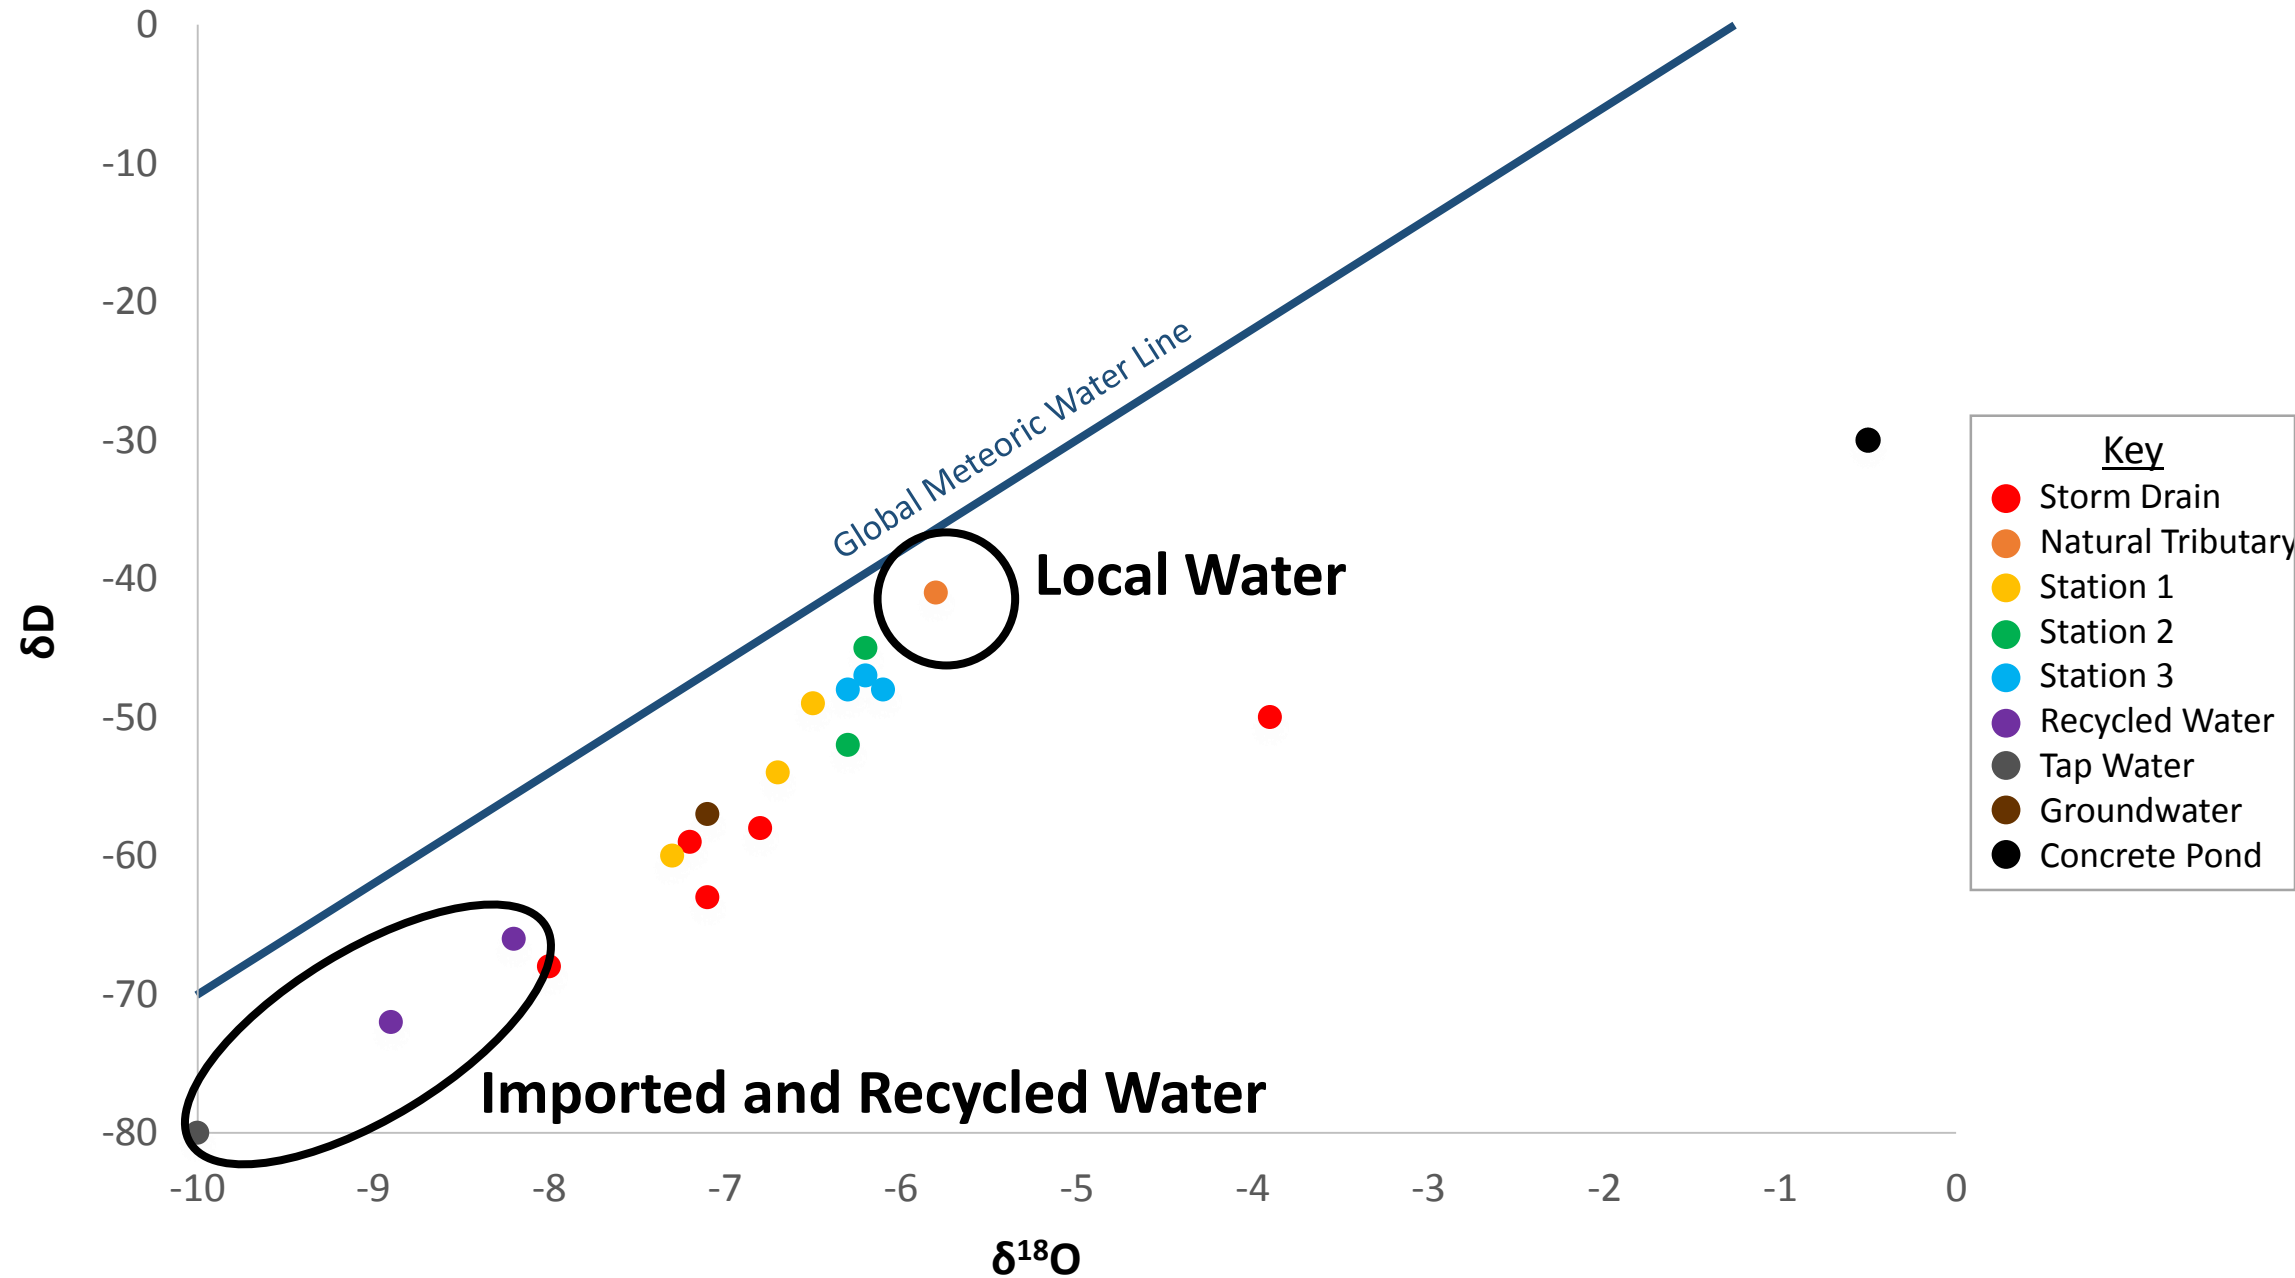 0
-10
-20
-30
-40
-50
-60
-70
-80
δD
Global Meteoric Water Line
Local Water
Imported and Recycled Water
-10 -9 -8 -7 -6 -5 -4 -3 -2 -1 0
δ¹⁸O
Key
Storm Drain
Natural Tributary
Station 1
Station 2
Station 3
Recycled Water
Tap Water
Groundwater
Concrete Pond